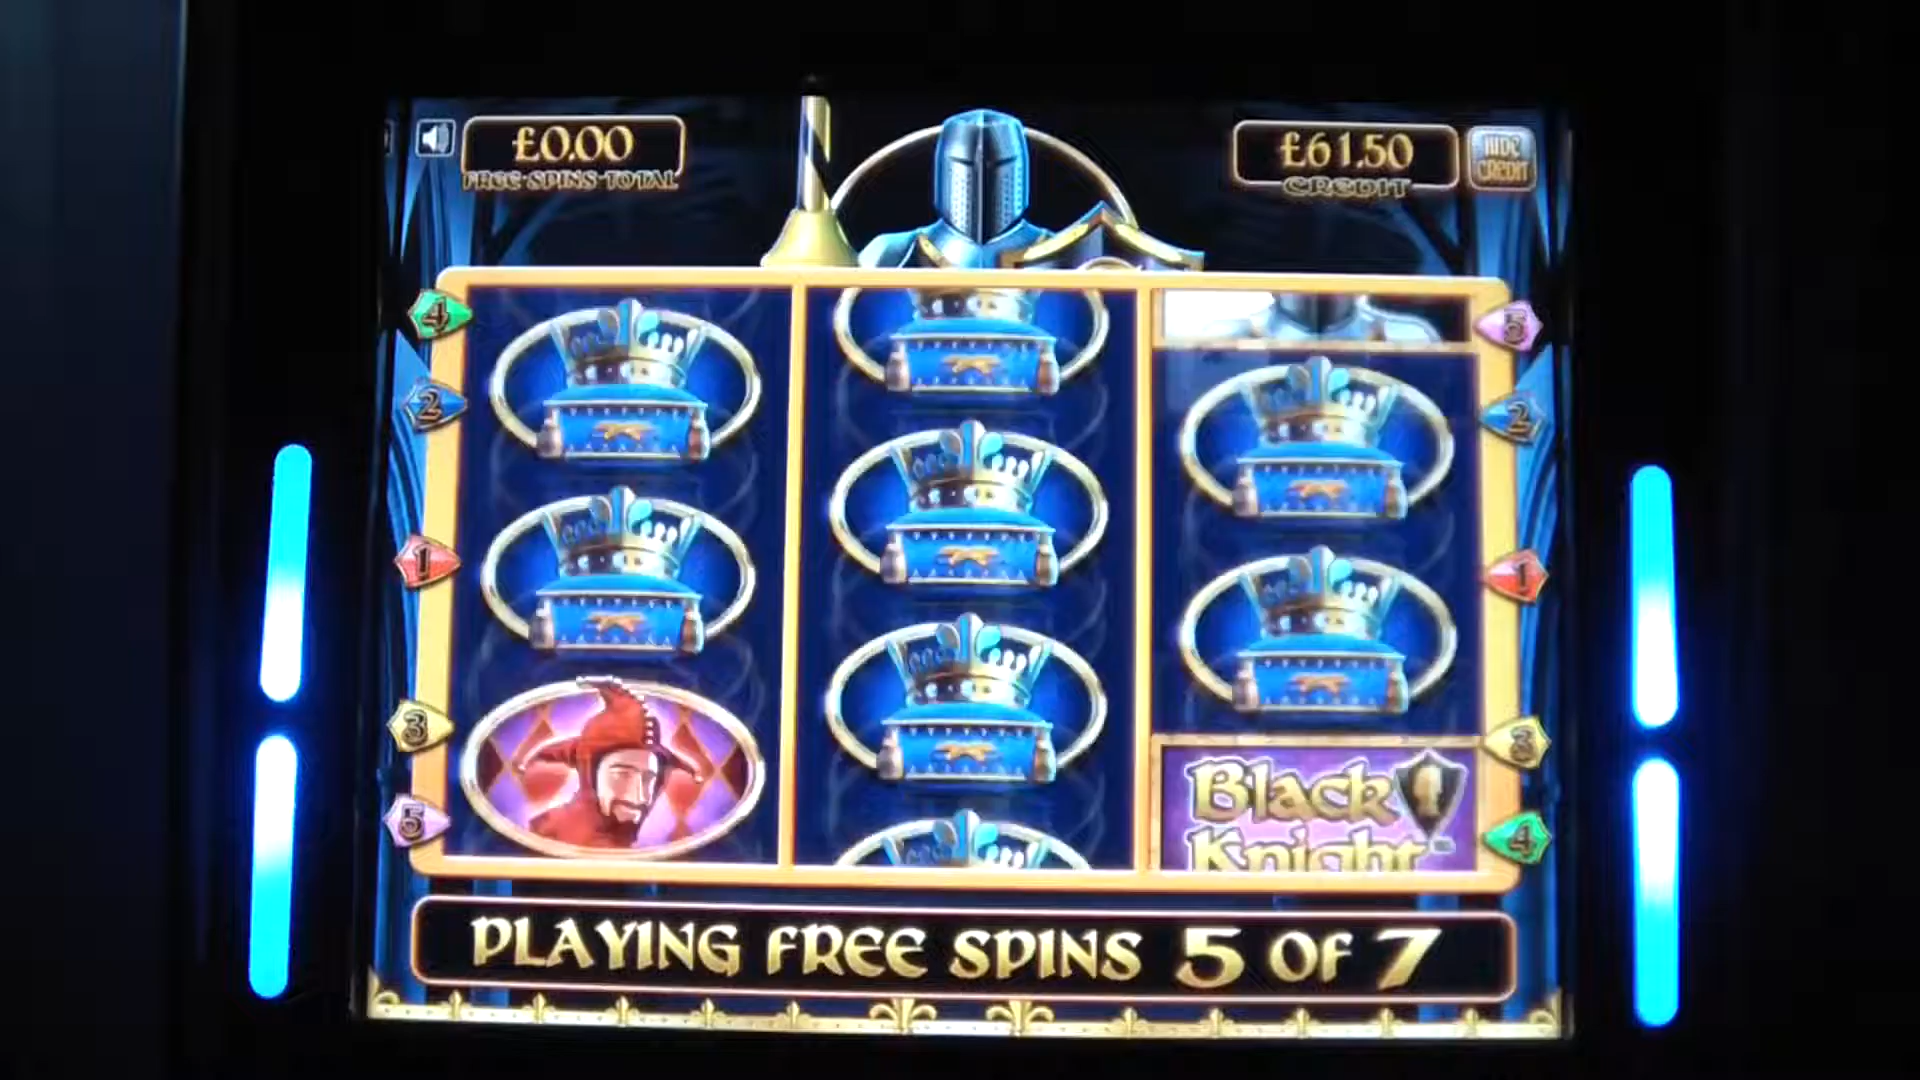 £0.00
FREE SPINS TOTAL
£61.50
CREDIT
HIDE
CREDIT
4
5
2
2
1
1
3
3
5
4
Black
Knight
PLAYING FREE SPINS 5 OF 7